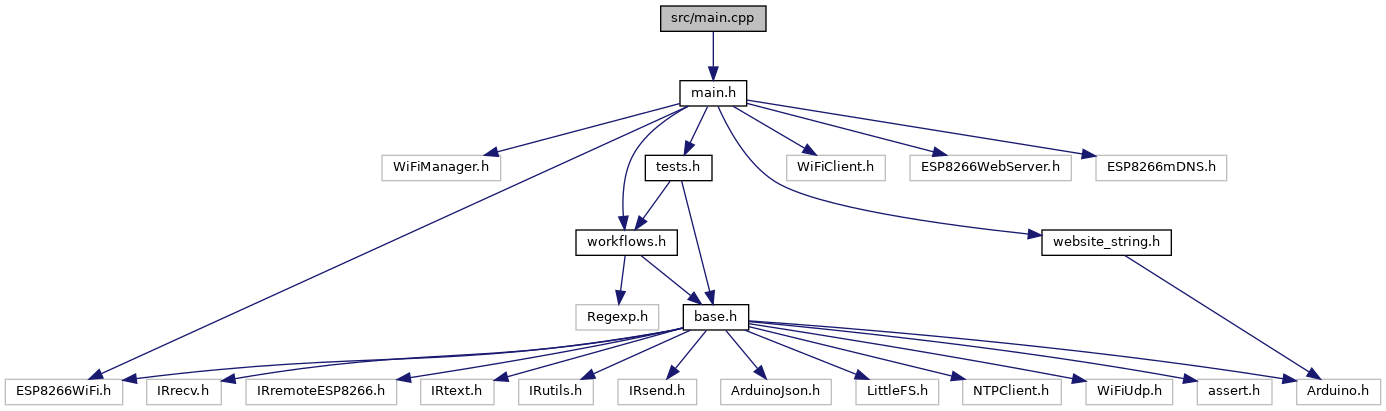 src/main.cpp
main.h
WiFiManager.h
tests.h
WiFiClient.h
ESP8266WebServer.h
ESP8266mDNS.h
workflows.h
website_string.h
Regexp.h
base.h
ESP8266WiFi.h
IRrecv.h
IRremoteESP8266.h
IRtext.h
IRutils.h
IRsend.h
ArduinoJson.h
LittleFS.h
NTPClient.h
WiFiUdp.h
assert.h
Arduino.h